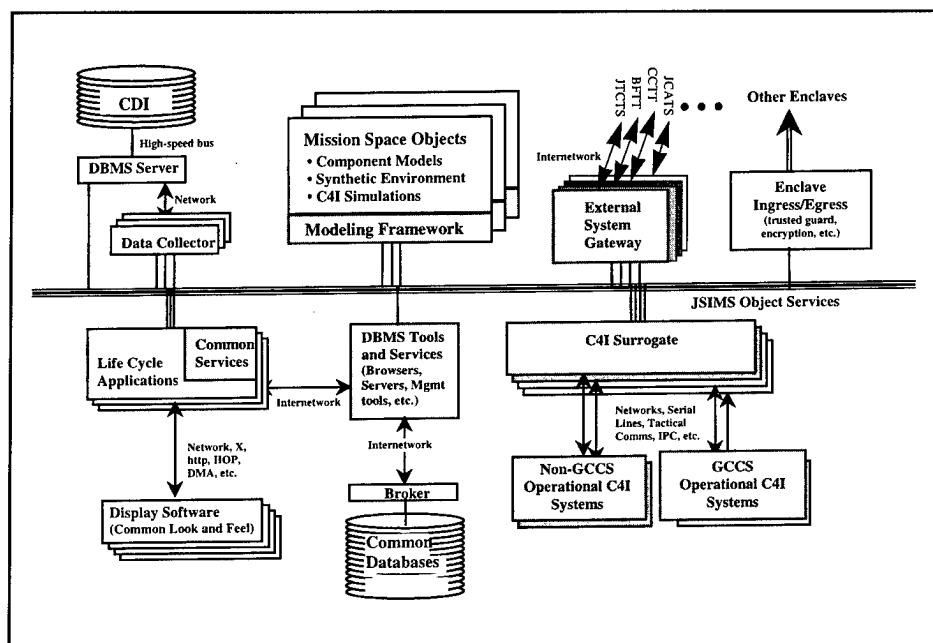 CDI
High-speed bus
DBMS Server
Network
Data Collector
Mission Space Objects
• Component Models
• Synthetic Environment
• C4I Simulations
Modeling Framework
JTCTS
BFTT
CCTT
JCATS
• • •
Other Enclaves
Internetwork
External
System
Gateway
Enclave
Ingress/Egress
(trusted guard,
encryption, etc.)
JSIMS Object Services
Life Cycle
Applications
Common
Services
Internetwork
DBMS Tools
and Services
(Browsers,
Servers, Mgmt
tools, etc.)
C4I Surrogate
Network, X,
http, HOP,
DMA, etc.
Internetwork
Networks, Serial
Lines, Tactical
Comms, IPC, etc.
Display Software
(Common Look and Feel)
Broker
Common
Databases
Non-GCCS
Operational C4I
Systems
GCCS
Operational C4I
Systems